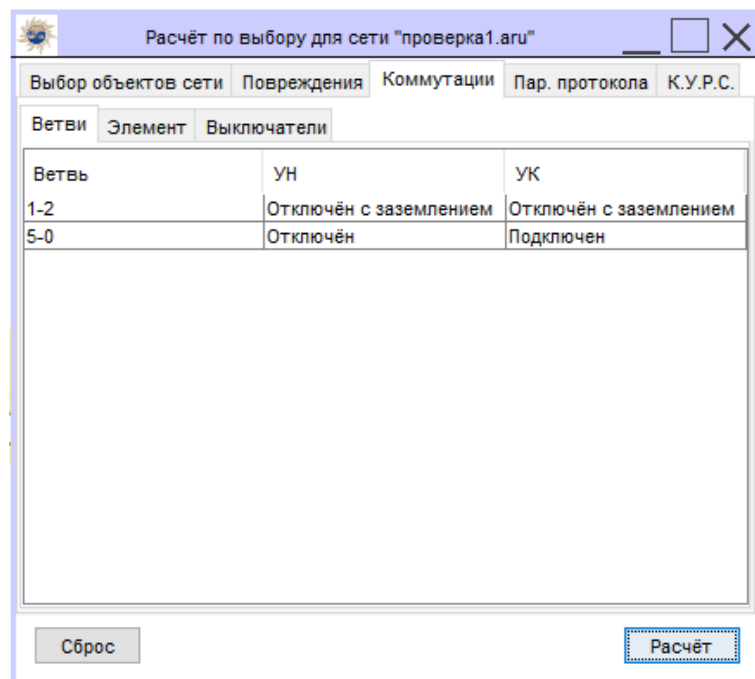 Расчёт по выбору для сети "проверка1.aru"
Выбор объектов сети Повреждения Коммутации Пар. протокола К.У.Р.С.
Ветви Элемент Выключатели
Ветвь УН УК
1-2 Отключён с заземлением Отключён с заземлением
5-0 Отключён Подключен
Сброс Расчёт